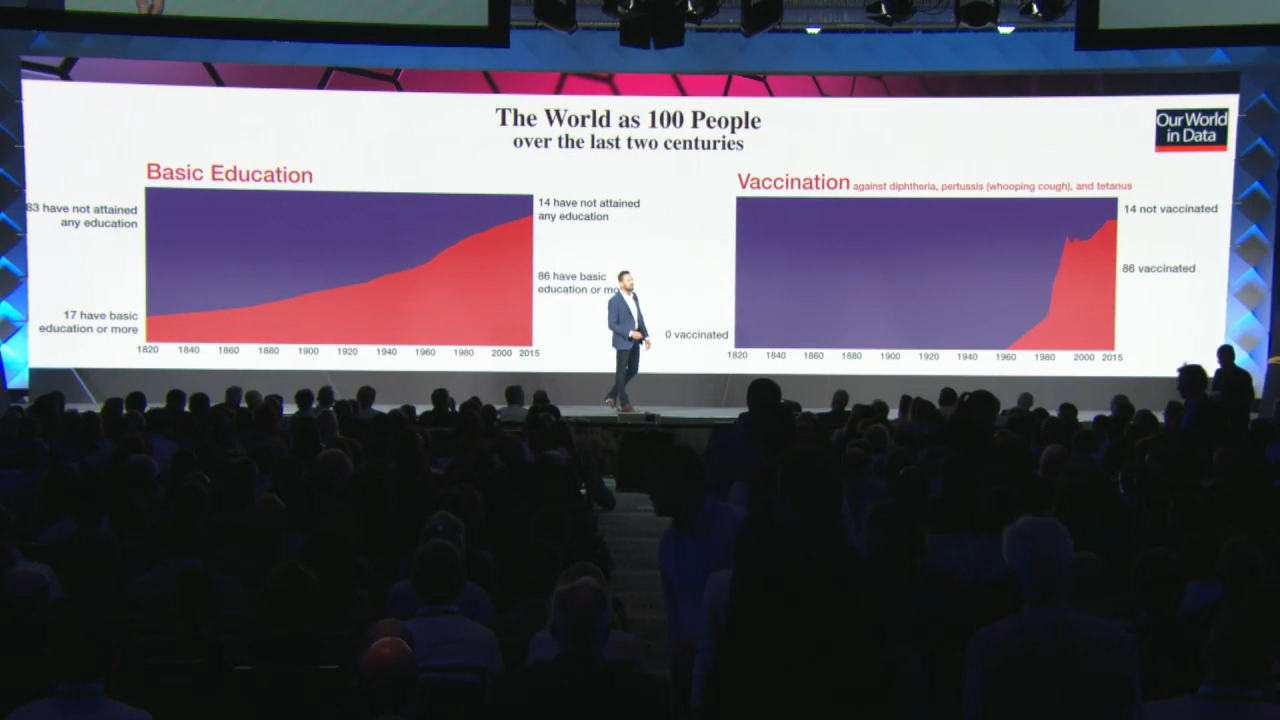 The World as 100 People
over the last two centuries
Our World
in Data
Basic Education
83 have not attained
any education
17 have basic
education or more
14 have not attained
any education
86 have basic
education or mo
1820 1840 1860 1880 1900 1920 1940 1960 1980 2000 2015
Vaccination against diphtheria, pertussis (whooping cough), and tetanus
14 not vaccinated
86 vaccinated
0 vaccinated
1820 1840 1860 1880 1900 1920 1940 1960 1980 2000 2015